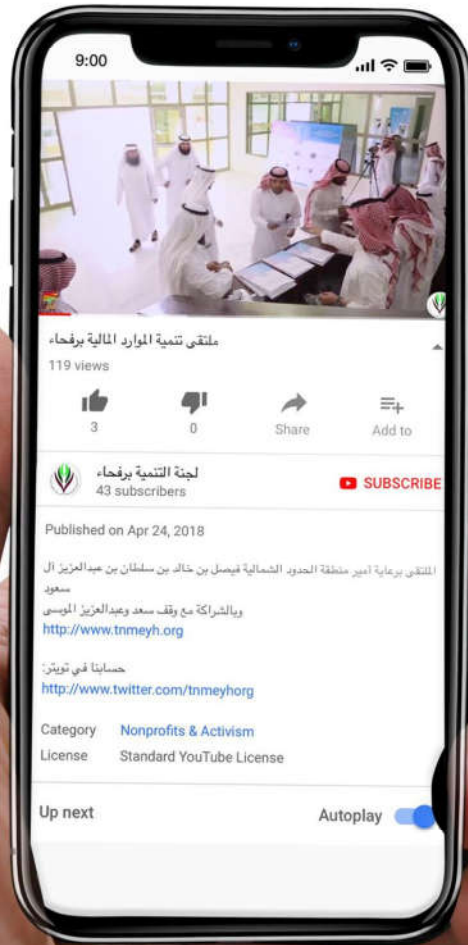 9:00
ملتقى تنمية الموارد المالية برفحاء
119 views
3
0
Share
Add to
لجنة التنمية برفحاء
43 subscribers
SUBSCRIBE
Published on Apr 24, 2018
الملتقى برعاية أمير منطقة الحدود الشمالية فيصل بن خالد بن سلطان بن عبدالعزيز آل
سعود
وبالشراكة مع وقف سعد وعبدالعزيز الموسى
http://www.tnmeyh.org
حسابنا في تويتر:
http://www.twitter.com/tnmeyhorg
Category Nonprofits & Activism
License Standard YouTube License
Up next
Autoplay